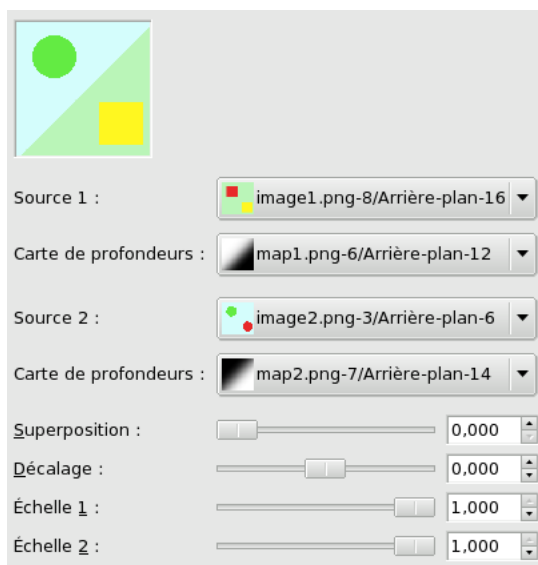 Source 1 : image1.png-8/Arrière-plan-16
Carte de profondeurs : map1.png-6/Arrière-plan-12
Source 2 : image2.png-3/Arrière-plan-6
Carte de profondeurs : map2.png-7/Arrière-plan-14
Superposition : 0,000
Décalage : 0,000
Échelle 1 : 1,000
Échelle 2 : 1,000